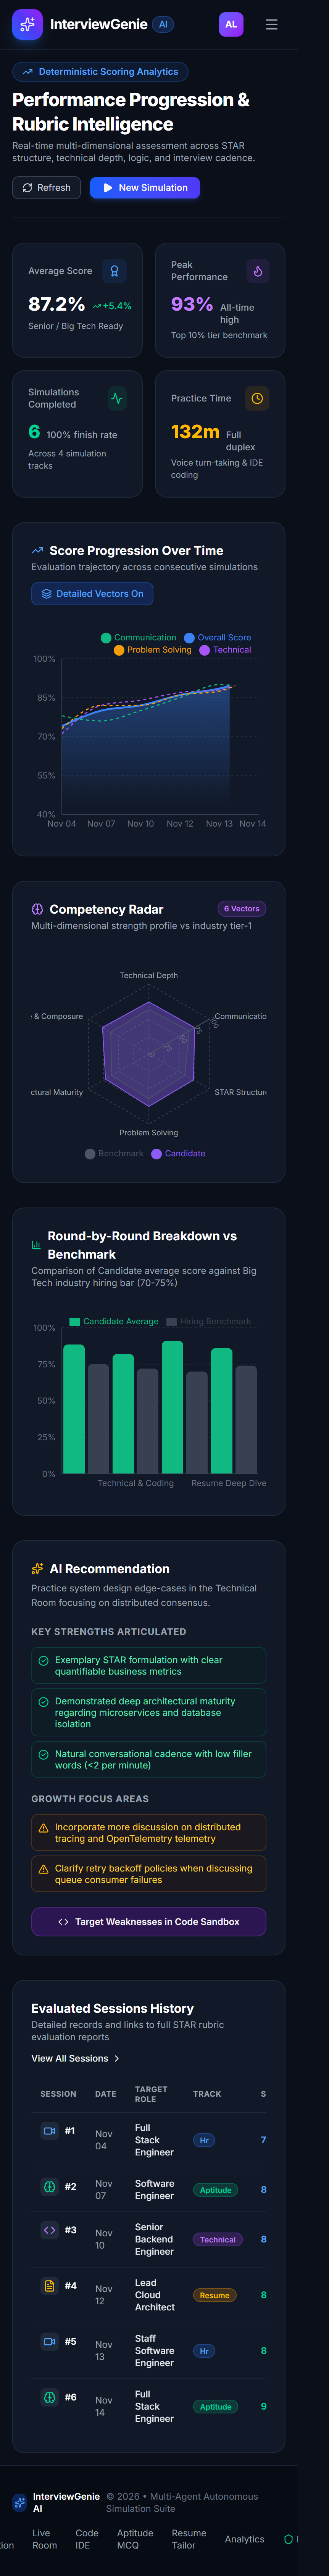 InterviewGenie AI AL
Deterministic Scoring Analytics
Performance Progression &
Rubric Intelligence
Real-time multi-dimensional assessment across STAR
structure, technical depth, logic, and interview cadence.
Refresh New Simulation
Average Score
87.2% +5.4%
Senior / Big Tech Ready
Peak
Performance
93% All-time
high
Top 10% tier benchmark
Simulations
Completed
6 100% finish rate
Across 4 simulation
tracks
Practice Time
132m Full
duplex
Voice turn-taking & IDE
coding
Score Progression Over Time
Evaluation trajectory across consecutive simulations
Detailed Vectors On
Communication Overall Score
Problem Solving Technical
100%
85%
70%
55%
40%
Nov 04 Nov 07 Nov 10 Nov 12 Nov 13 Nov 14
Competency Radar 6 Vectors
Multi-dimensional strength profile vs industry tier-1
Technical Depth
& Composure
Communicatio
ctural Maturity
STAR Structur
Problem Solving
Benchmark Candidate
Round-by-Round Breakdown vs
Benchmark
Comparison of Candidate average score against Big
Tech industry hiring bar (70-75%)
Candidate Average Hiring Benchmark
100%
75%
50%
25%
0%
Technical & Coding Resume Deep Dive
AI Recommendation
Practice system design edge-cases in the Technical
Room focusing on distributed consensus.
KEY STRENGTHS ARTICULATED
Exemplary STAR formulation with clear
quantifiable business metrics
Demonstrated deep architectural maturity
regarding microservices and database
isolation
Natural conversational cadence with low filler
words (<2 per minute)
GROWTH FOCUS AREAS
Incorporate more discussion on distributed
tracing and OpenTelemetry telemetry
Clarify retry backoff policies when discussing
queue consumer failures
Target Weaknesses in Code Sandbox
Evaluated Sessions History
Detailed records and links to full STAR rubric
evaluation reports
View All Sessions
SESSION DATE TARGET
ROLE TRACK S
#1 Nov
04 Full
Stack
Engineer Hr 7
#2 Nov
07 Software
Engineer Aptitude 8
#3 Nov
10 Senior
Backend
Engineer Technical 8
#4 Nov
12 Lead
Cloud
Architect Resume 8
#5 Nov
13 Staff
Software
Engineer Hr 8
#6 Nov
14 Full
Stack
Engineer Aptitude 9
InterviewGenie
AI
© 2026 • Multi-Agent Autonomous
Simulation Suite
tion Live
Room Code
IDE Aptitude
MCQ Resume
Tailor Analytics